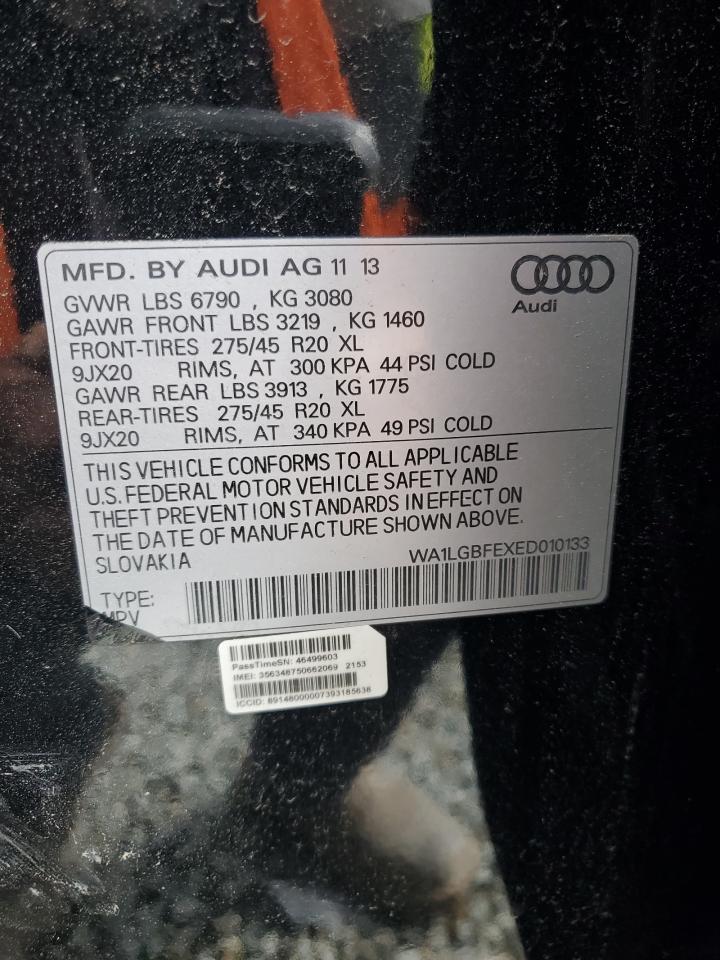 MFD. BY AUDI AG 11 13
Audi
GVWR LBS 6790 , KG 3080
GAWR FRONT LBS 3219 , KG 1460
FRONT-TIRES 275/45 R20 XL
9JX20 RIMS, AT 300 KPA 44 PSI COLD
GAWR REAR LBS 3913 , KG 1775
REAR-TIRES 275/45 R20 XL
9JX20 RIMS, AT 340 KPA 49 PSI COLD
THIS VEHICLE CONFORMS TO ALL APPLICABLE
U.S. FEDERAL MOTOR VEHICLE SAFETY AND
THEFT PREVENTION STANDARDS IN EFFECT ON
THE DATE OF MANUFACTURE SHOWN ABOVE.
SLOVAKIA WA1LGBFEXED010133
TYPE:
MPV
PassTimeSN: 46499603
IMEI: 356348750662069 2153
ICCID: 89148000007393185638